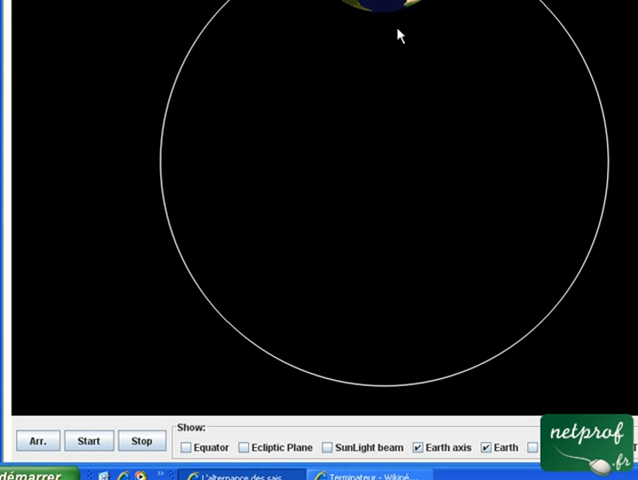 Show:
Arr. Start Stop Equator Ecliptic Plane SunLight beam Earth axis Earth
netprof
.fr
démarrer L'alternance des sais... Terminateur - Wikipé...